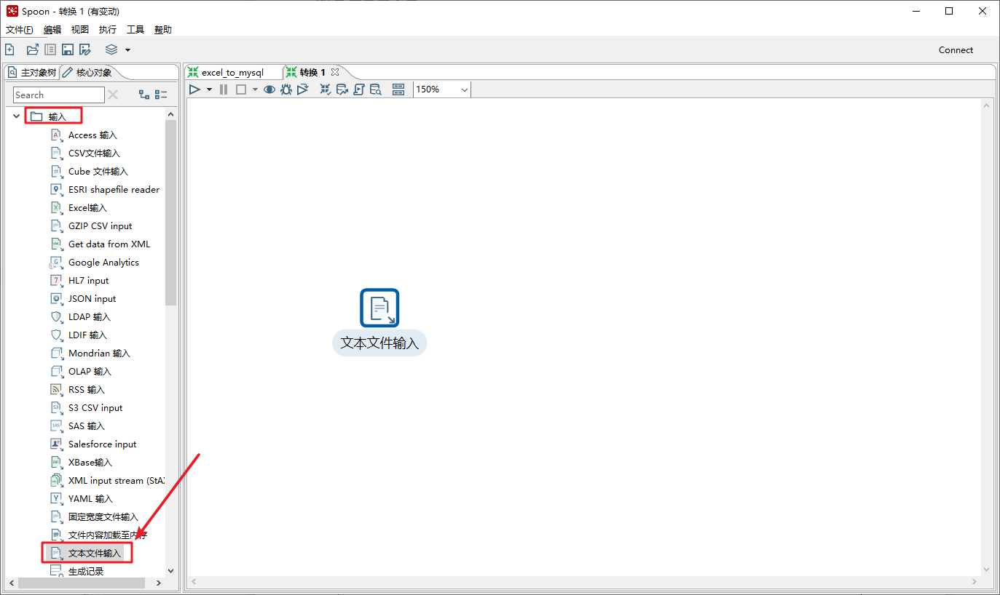 Spoon - 转换 1 (有变动)
文件(F) 编辑 视图 执行 工具 帮助
Connect
主对象树 核心对象
excel_to_mysql 转换 1
Search
150%
输入
Access 输入
CSV文件输入
Cube 文件输入
ESRI shapefile reader
Excel输入
GZIP CSV input
Get data from XML
Google Analytics
HL7 input
JSON input
LDAP 输入
LDIF 输入
Mondrian 输入
OLAP 输入
RSS 输入
S3 CSV input
SAS 输入
Salesforce input
XBase输入
XML input stream (StAX
YAML 输入
固定宽度文件输入
文件内容加载至内存
文本文件输入
生成记录
文本文件输入